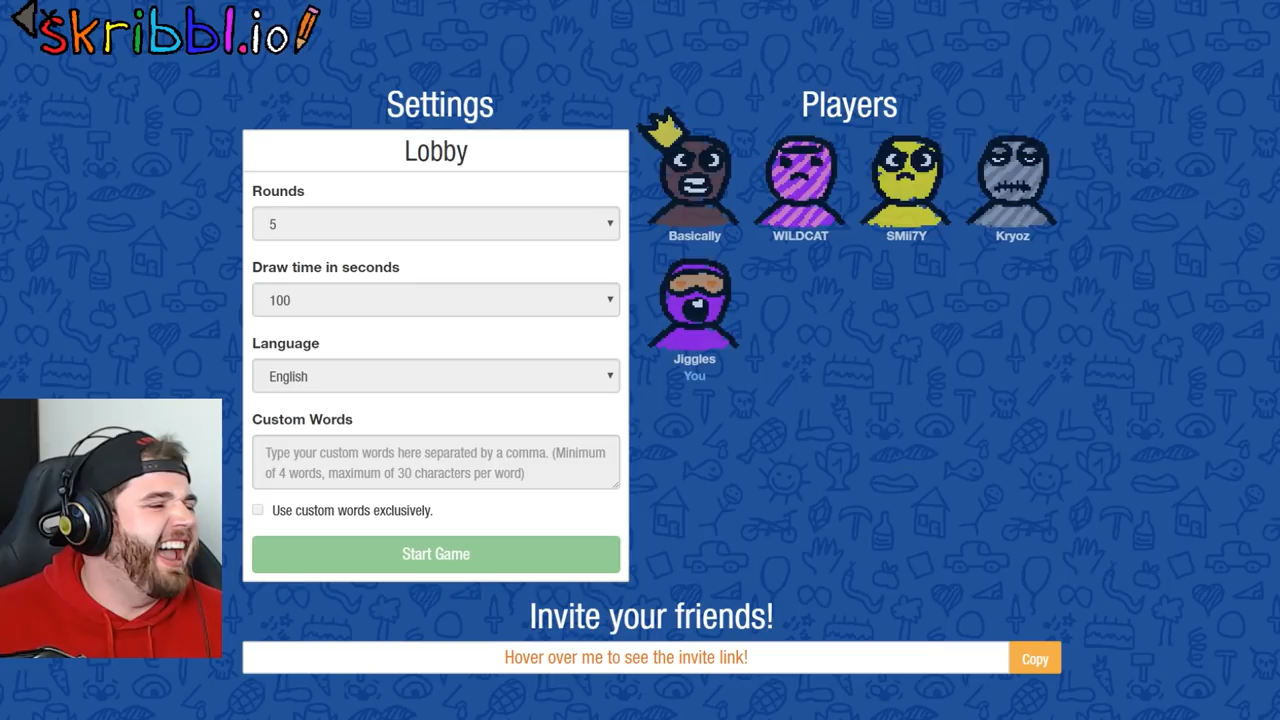 skribbl.io
Settings
Players
Lobby
Rounds
5
Draw time in seconds
100
Language
English
Custom Words
Type your custom words here separated by a comma. (Minimum
of 4 words, maximum of 30 characters per word)
Use custom words exclusively.
Start Game
Basically
WILDCAT
SMii7Y
Kryoz
Jiggles
You
Invite your friends!
Hover over me to see the invite link!
Copy